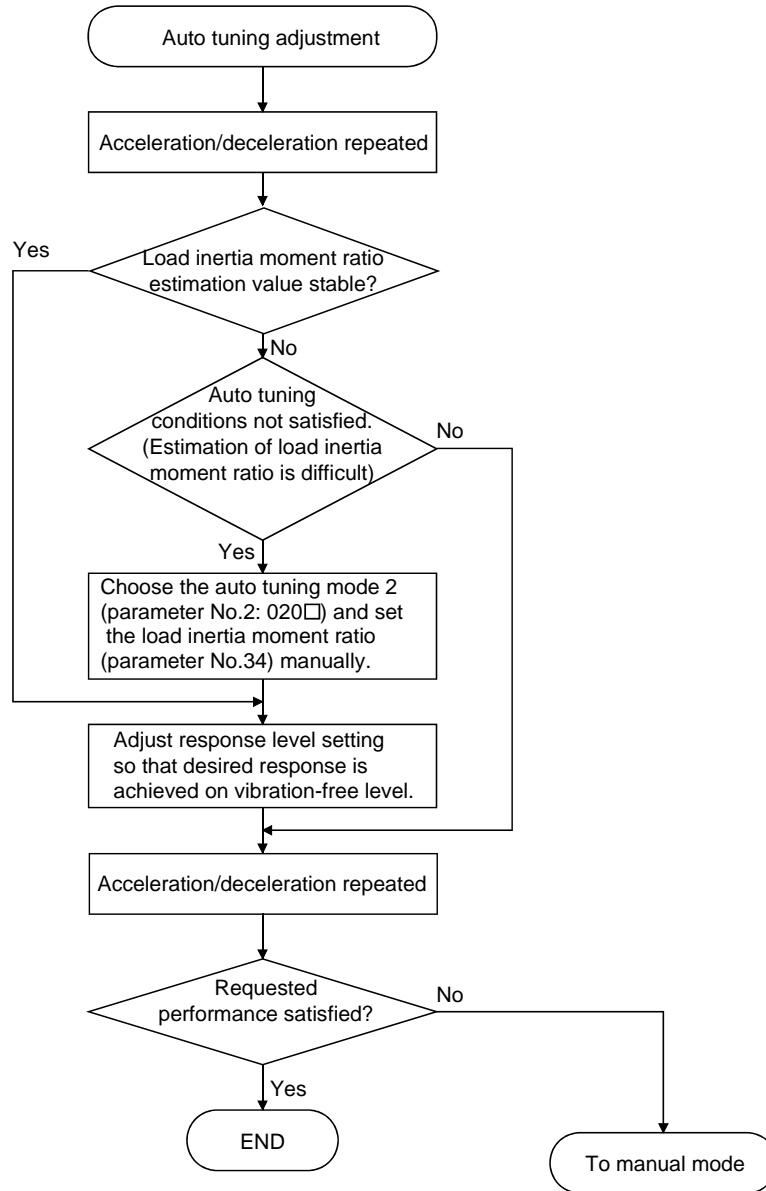 Auto tuning adjustment
Acceleration/deceleration repeated
Yes
Load inertia moment ratio
estimation value stable?
No
Auto tuning
conditions not satisfied.
(Estimation of load inertia
moment ratio is difficult)
No
Yes
Choose the auto tuning mode 2
(parameter No.2: 020□) and set
the load inertia moment ratio
(parameter No.34) manually.
Adjust response level setting
so that desired response is
achieved on vibration-free level.
Acceleration/deceleration repeated
Requested
performance satisfied?
No
Yes
END
To manual mode